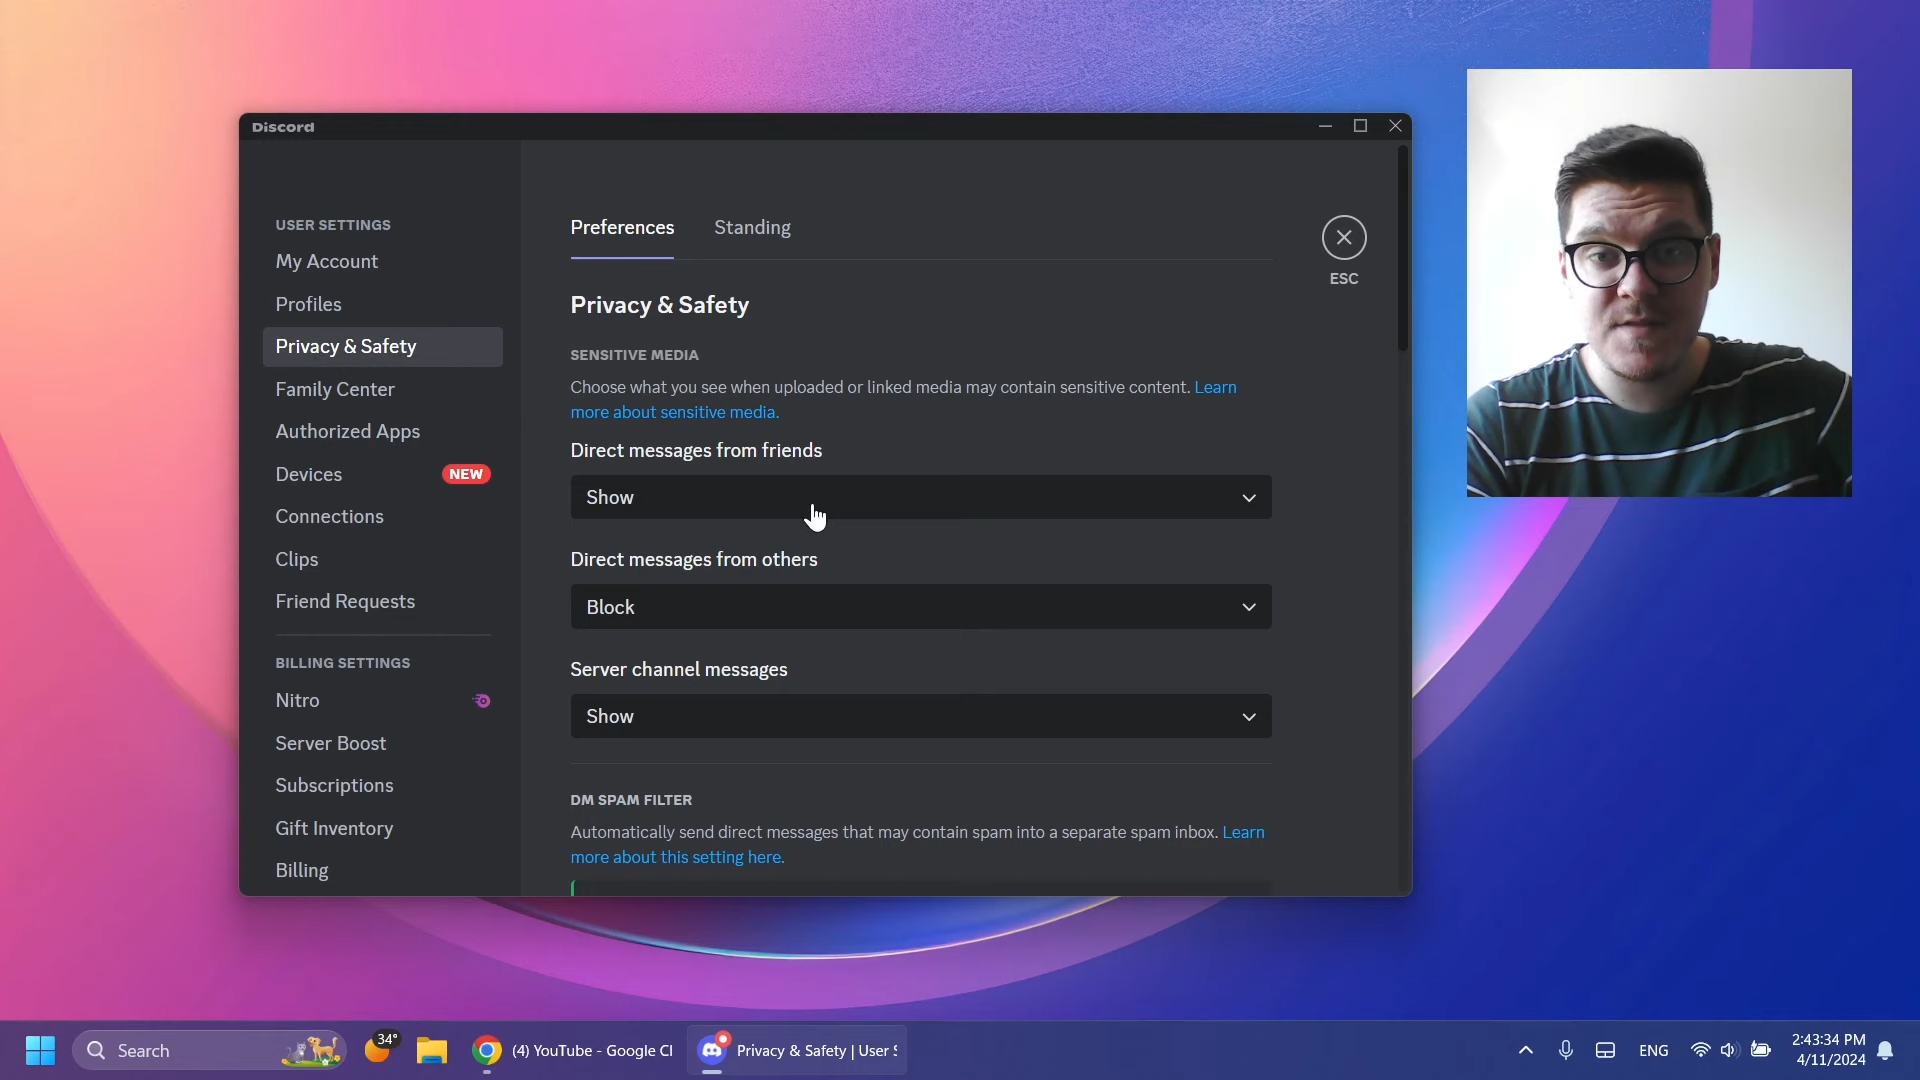 Discord
USER SETTINGS
My Account
Profiles
Privacy & Safety
Family Center
Authorized Apps
Devices NEW
Connections
Clips
Friend Requests
BILLING SETTINGS
Nitro
Server Boost
Subscriptions
Gift Inventory
Billing
Preferences Standing
ESC
Privacy & Safety
SENSITIVE MEDIA
Choose what you see when uploaded or linked media may contain sensitive content. Learn
more about sensitive media.
Direct messages from friends
Show
Direct messages from others
Block
Server channel messages
Show
DM SPAM FILTER
Automatically send direct messages that may contain spam into a separate spam inbox. Learn
more about this setting here.
Search
34°
(4) YouTube - Google Cl
Privacy & Safety | User S
ENG
2:43:34 PM
4/11/2024